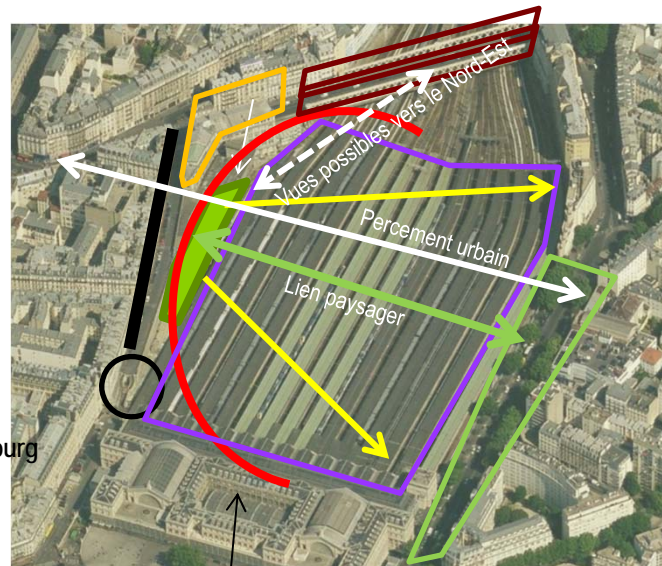 Vues possibles vers le Nord-Est
Percement urbain
Lien paysager
ourg